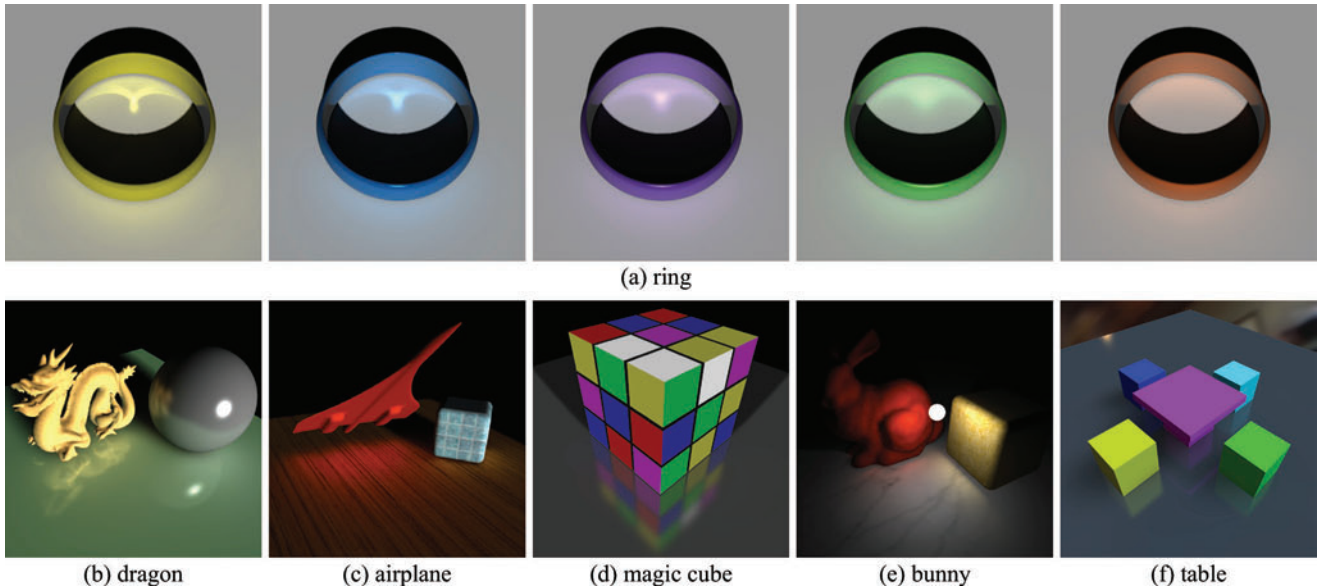 (a) ring
(b) dragon
(c) airplane
(d) magic cube
(e) bunny
(f) table